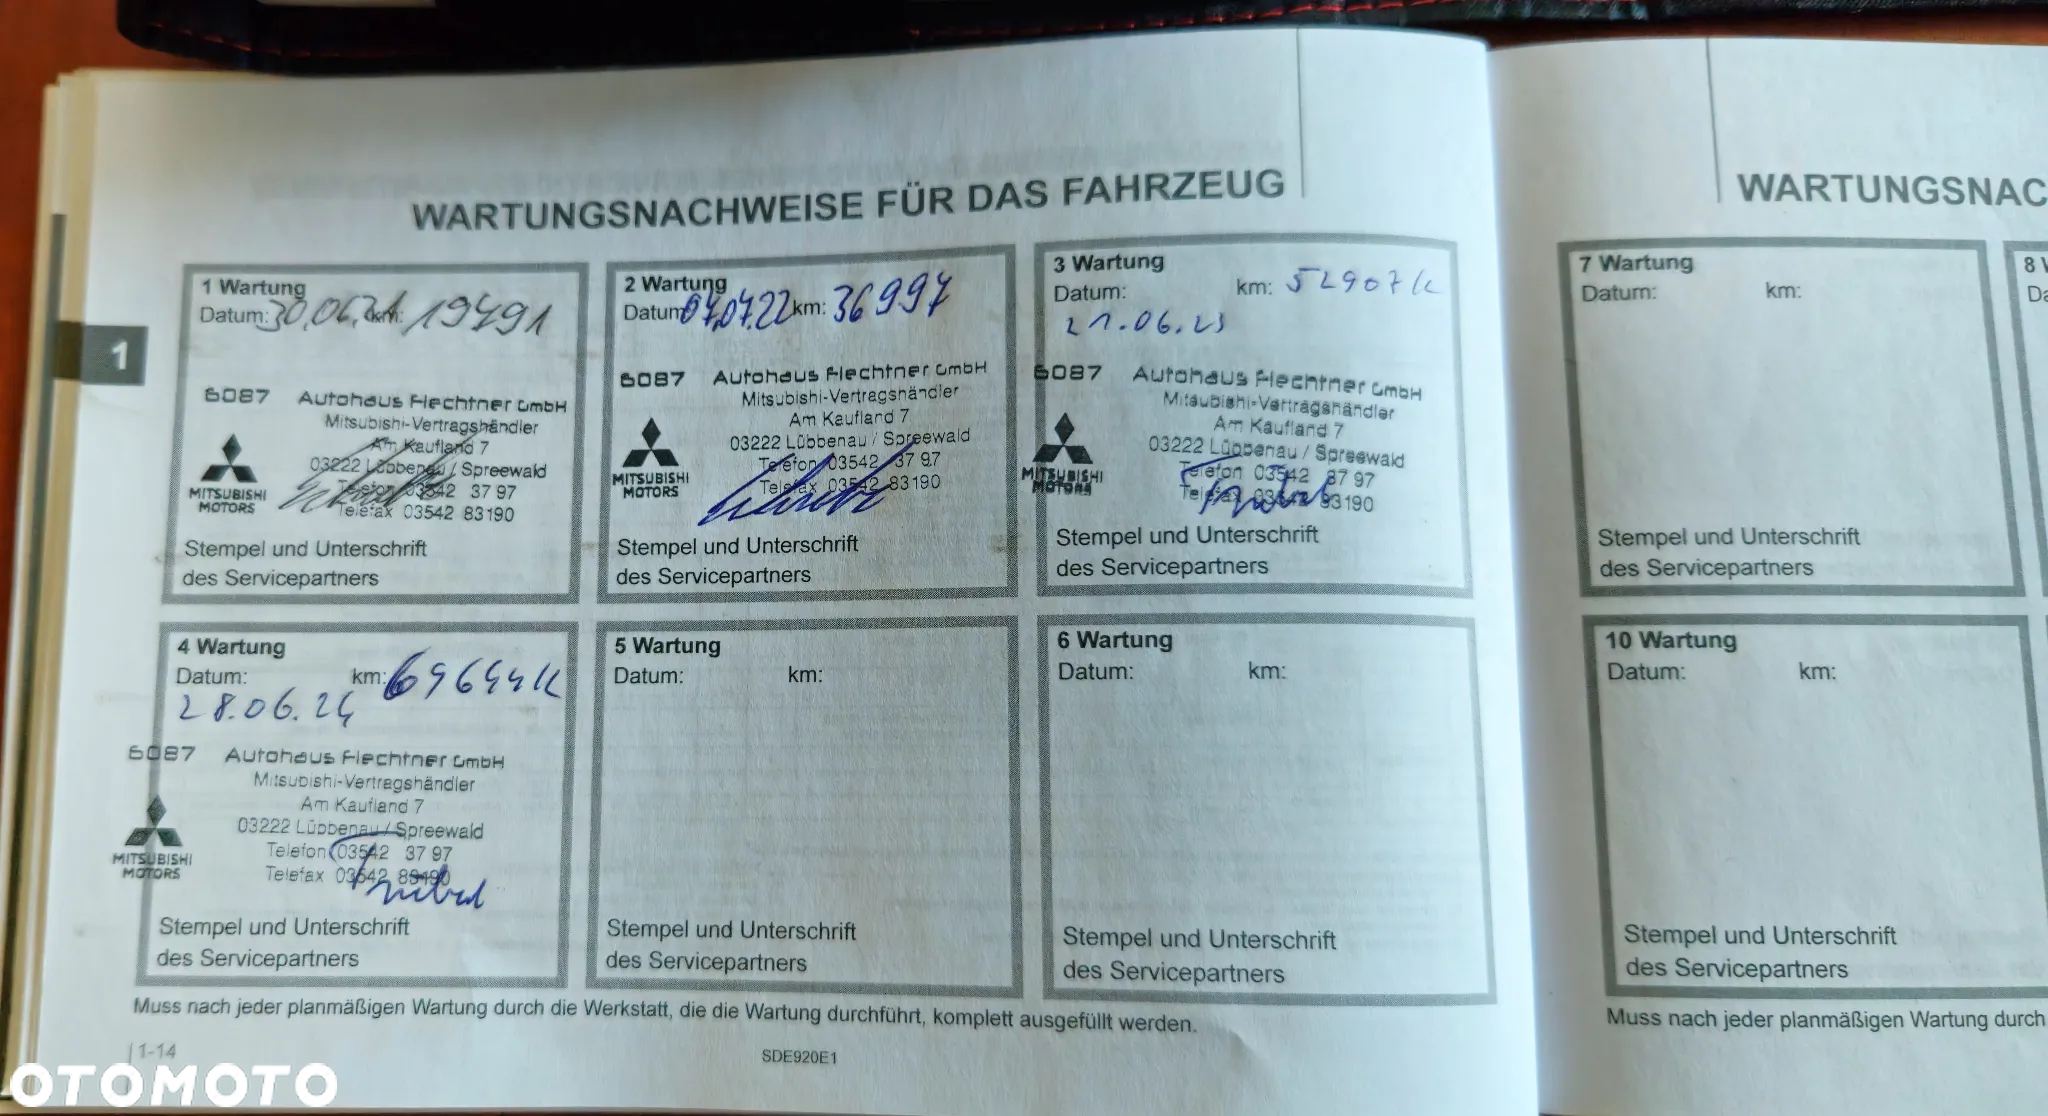 WARTUNGSNACHWEISE FÜR DAS FAHRZEUG
1
1 Wartung
Datum: 30.06.21 km: 19491
6087 Autohaus Flechtner GmbH
Mitsubishi-Vertragshändler
Am Kaufland 7
03222 Lübbenau / Spreewald
Telefon 03542 37 97
Telefax 03542 83190
MITSUBISHI
MOTORS
Stempel und Unterschrift
des Servicepartners
2 Wartung
Datum: 07.07.22 km: 36997
6087 Autohaus Flechtner GmbH
Mitsubishi-Vertragshändler
Am Kaufland 7
03222 Lübbenau / Spreewald
Telefon 03542 37 97
Telefax 03542 83190
MITSUBISHI
MOTORS
Stempel und Unterschrift
des Servicepartners
3 Wartung
Datum: km: 52907k
21.06.23
6087 Autohaus Flechtner GmbH
Mitsubishi-Vertragshändler
Am Kaufland 7
03222 Lübbenau / Spreewald
Telefon 03542 37 97
Telefax 03542 83190
MITSUBISHI
MOTORS
Stempel und Unterschrift
des Servicepartners
4 Wartung
Datum: km:
28.06.24
6087 Autohaus Flechtner GmbH
Mitsubishi-Vertragshändler
Am Kaufland 7
03222 Lübbenau / Spreewald
Telefon 03542 37 97
Telefax 03542 83190
MITSUBISHI
MOTORS
Stempel und Unterschrift
des Servicepartners
5 Wartung
Datum: km:
Stempel und Unterschrift
des Servicepartners
6 Wartung
Datum: km:
Stempel und Unterschrift
des Servicepartners
Muss nach jeder planmäßigen Wartung durch die Werkstatt, die die Wartung durchführt, komplett ausgefüllt werden.
1-14
SDE920E1
WARTUNGSNAC
7 Wartung
Datum: km:
Stempel und Unterschrift
des Servicepartners
8 W
Da
10 Wartung
Datum: km:
Stempel und Unterschrift
des Servicepartners
Muss nach jeder planmäßigen Wartung durch
OTOMOTO